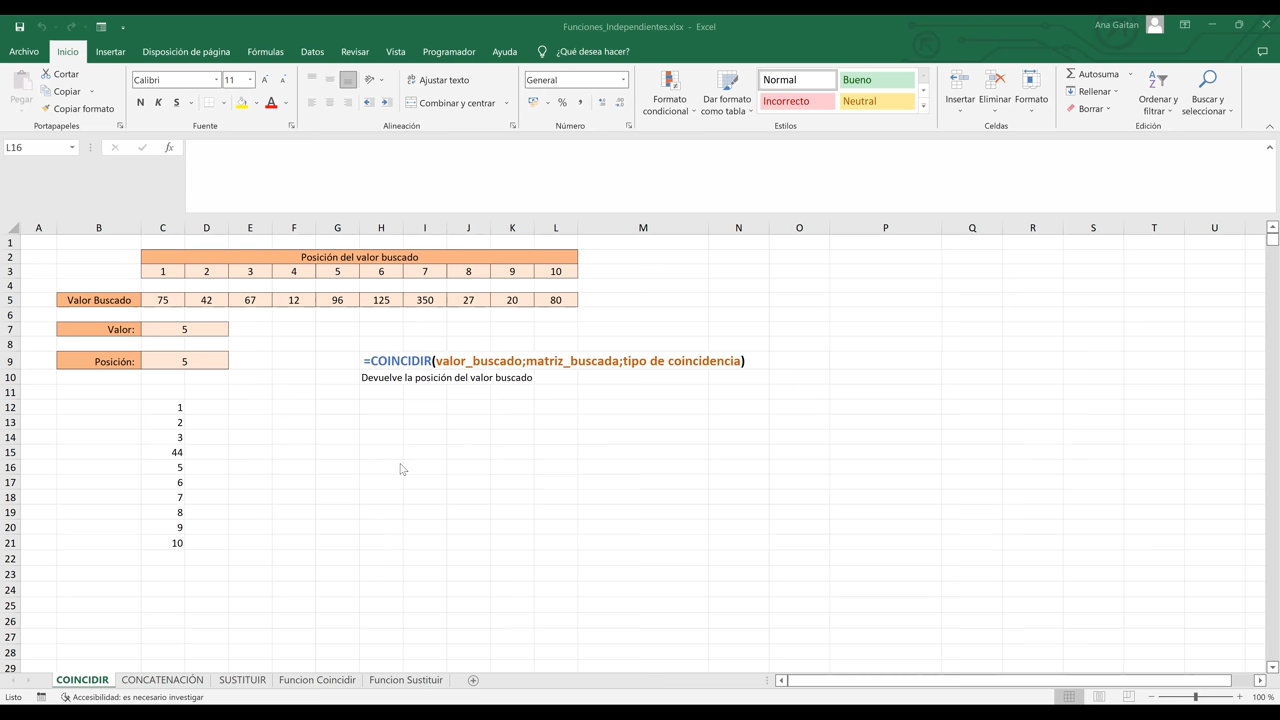 Funciones_Independientes.xlsx - Excel
Ana Gaitan
Archivo Inicio Insertar Disposición de página Fórmulas Datos Revisar Vista Programador Ayuda ¿Qué desea hacer?
Pegar
Cortar
Copiar
Copiar formato
Portapapeles
Calibri 11
N K S
Fuente
Ajustar texto
Combinar y centrar
Alineación
General
% 000
Número
Formato condicional
Dar formato como tabla
Normal Bueno
Incorrecto Neutral
Estilos
Insertar Eliminar Formato
Celdas
Autosuma
Rellenar
Borrar
Ordenar y filtrar
Buscar y seleccionar
Edición
L16 fx
A B C D E F G H I J K L M N O P Q R S T U
1
2 Posición del valor buscado
3 1 2 3 4 5 6 7 8 9 10
4
5 Valor Buscado 75 42 67 12 96 125 350 27 20 80
6
7 Valor: 5
8
9 Posición: 5 =COINCIDIR(valor_buscado;matriz_buscada;tipo de coincidencia)
10 Devuelve la posición del valor buscado
11
12 1
13 2
14 3
15 44
16 5
17 6
18 7
19 8
20 9
21 10
22
23
24
25
26
27
28
29
COINCIDIR CONCATENACIÓN SUSTITUIR Funcion Coincidir Funcion Sustituir
Listo Accesibilidad: es necesario investigar 100 %